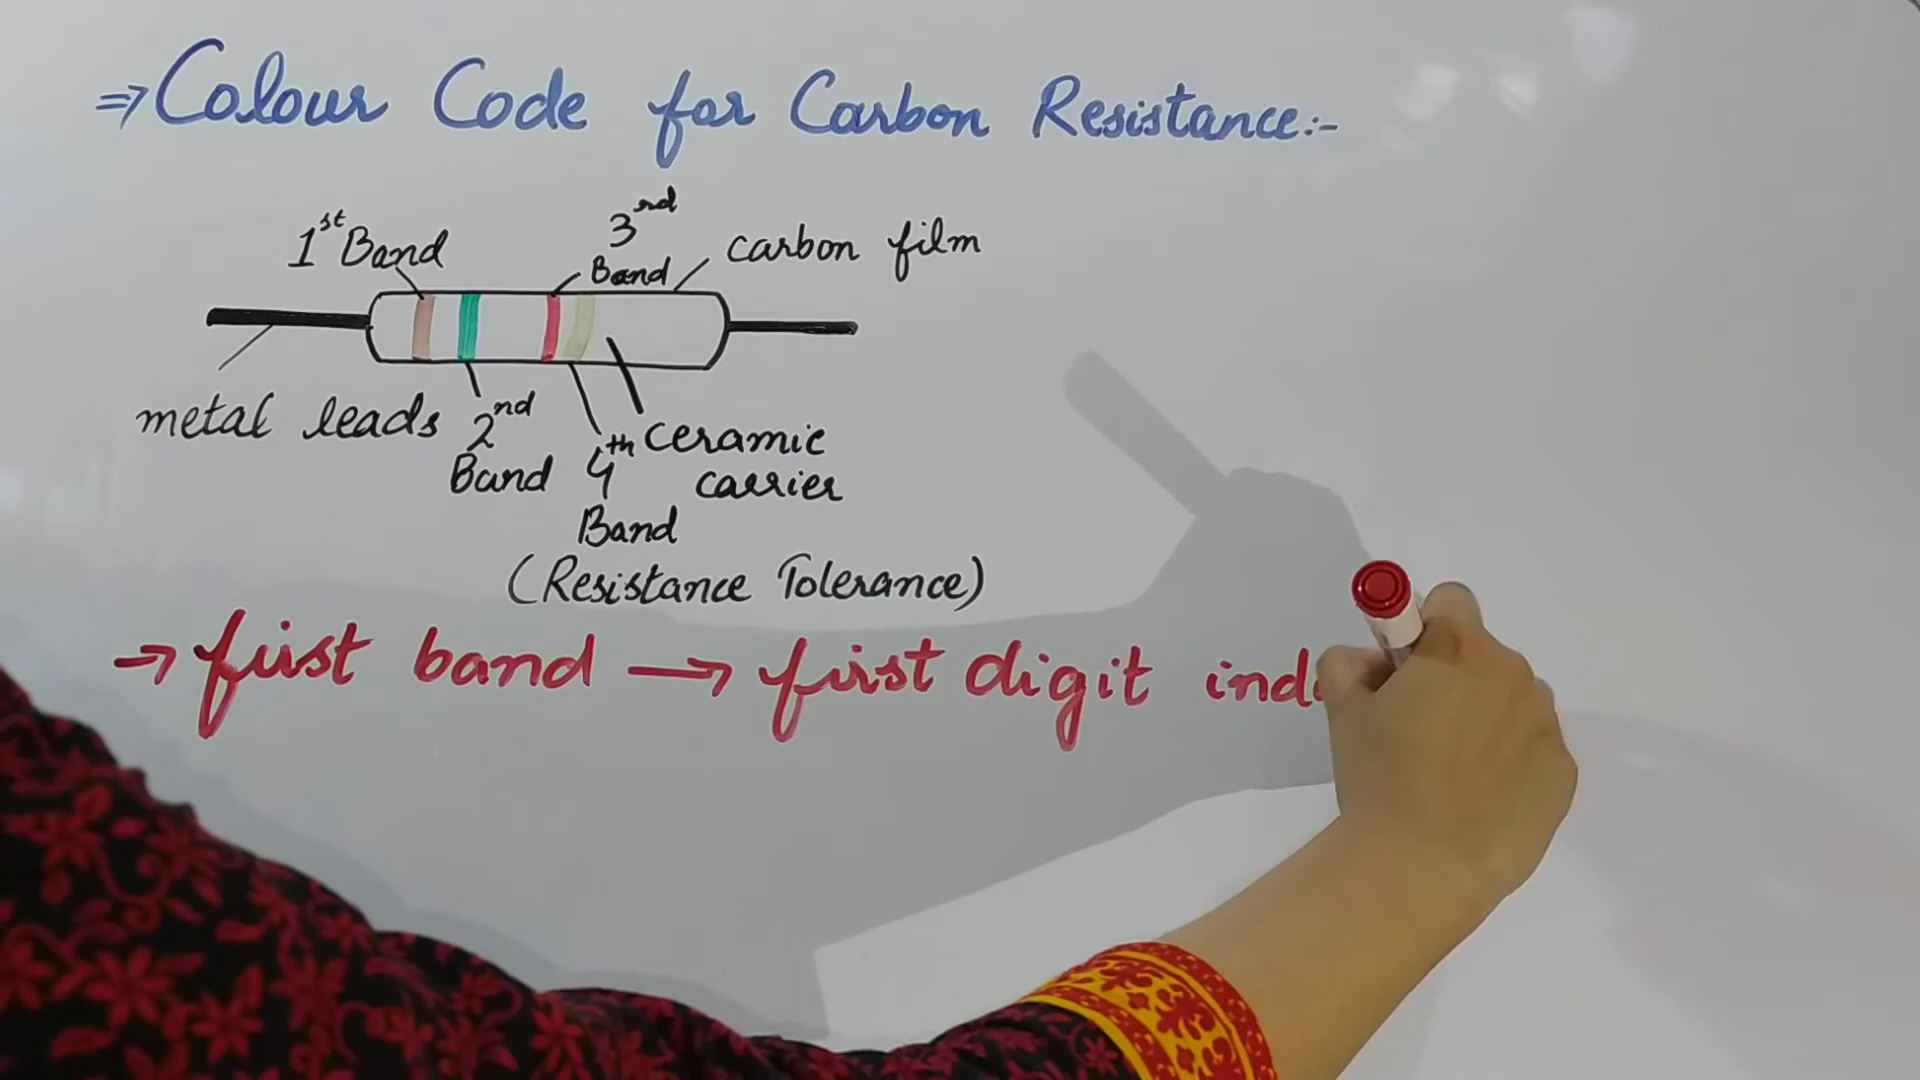 ⇒ Colour Code for Carbon Resistance:-
1st Band
3rd Band
carbon film
metal leads
2nd Band
4th Band
(Resistance Tolerance)
ceramic carrier
→ first band → first digit indi